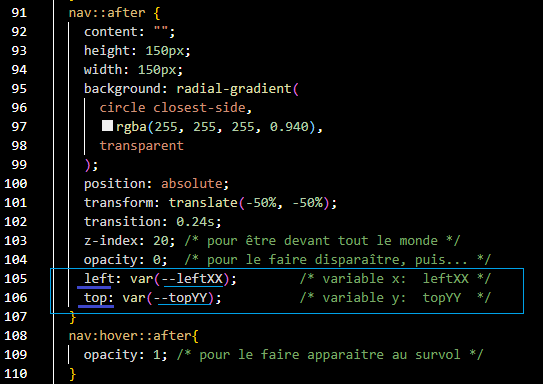 91 nav::after {
92 content: "";
93 height: 150px;
94 width: 150px;
95 background: radial-gradient(
96 circle closest-side,
97 rgba(255, 255, 255, 0.940),
98 transparent
99 );
100 position: absolute;
101 transform: translate(-50%, -50%);
102 transition: 0.24s;
103 z-index: 20; /* pour être devant tout le monde */
104 opacity: 0; /* pour le faire disparaître, puis... */
105 left: var(--leftXX); /* variable x: leftXX */
106 top: var(--topYY); /* variable y: topYY */
107 }
108 nav:hover::after{
109 opacity: 1; /* pour le faire apparaitre au survol */
110 }